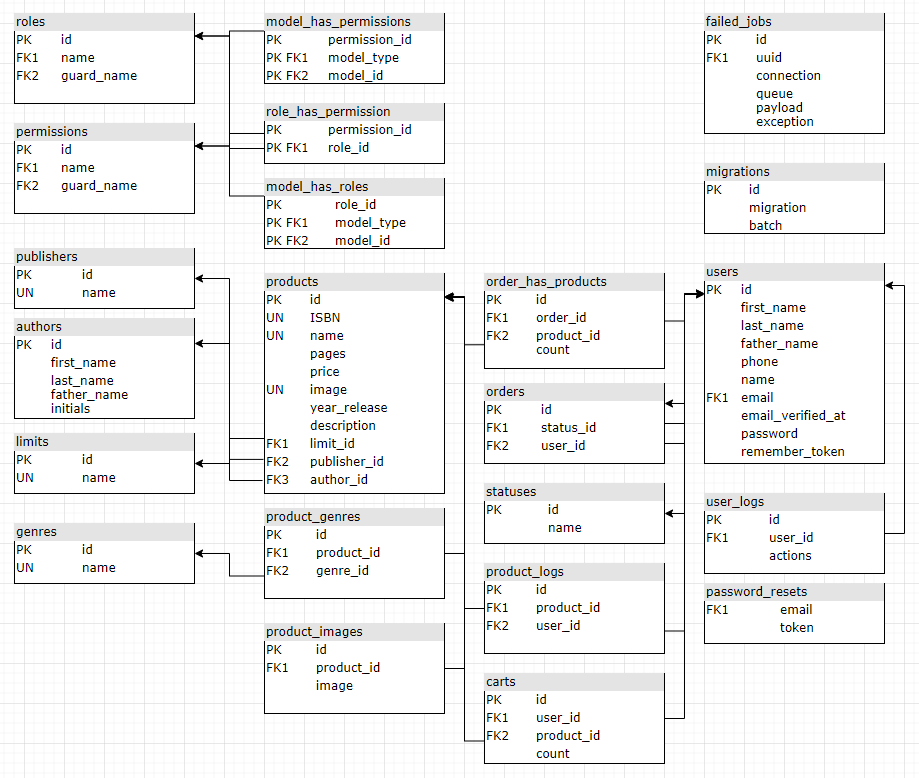 roles
PK id
FK1 name
FK2 guard_name
permissions
PK id
FK1 name
FK2 guard_name
publishers
PK id
UN name
authors
PK id
first_name
last_name
father_name
initials
limits
PK id
UN name
genres
PK id
UN name
model_has_permissions
PK permission_id
PK FK1 model_type
PK FK2 model_id
role_has_permission
PK permission_id
PK FK1 role_id
model_has_roles
PK role_id
PK FK1 model_type
PK FK2 model_id
products
PK id
UN ISBN
UN name
pages
price
UN image
year_release
description
FK1 limit_id
FK2 publisher_id
FK3 author_id
product_genres
PK id
FK1 product_id
FK2 genre_id
product_images
PK id
FK1 product_id
image
order_has_products
PK id
FK1 order_id
FK2 product_id
count
orders
PK id
FK1 status_id
FK2 user_id
statuses
PK id
name
product_logs
PK id
FK1 product_id
FK2 user_id
carts
PK id
FK1 user_id
FK2 product_id
count
failed_jobs
PK id
FK1 uuid
connection
queue
payload
exception
migrations
PK id
migration
batch
users
PK id
first_name
last_name
father_name
phone
name
FK1 email
email_verified_at
password
remember_token
user_logs
PK id
FK1 user_id
actions
password_resets
FK1 email
token